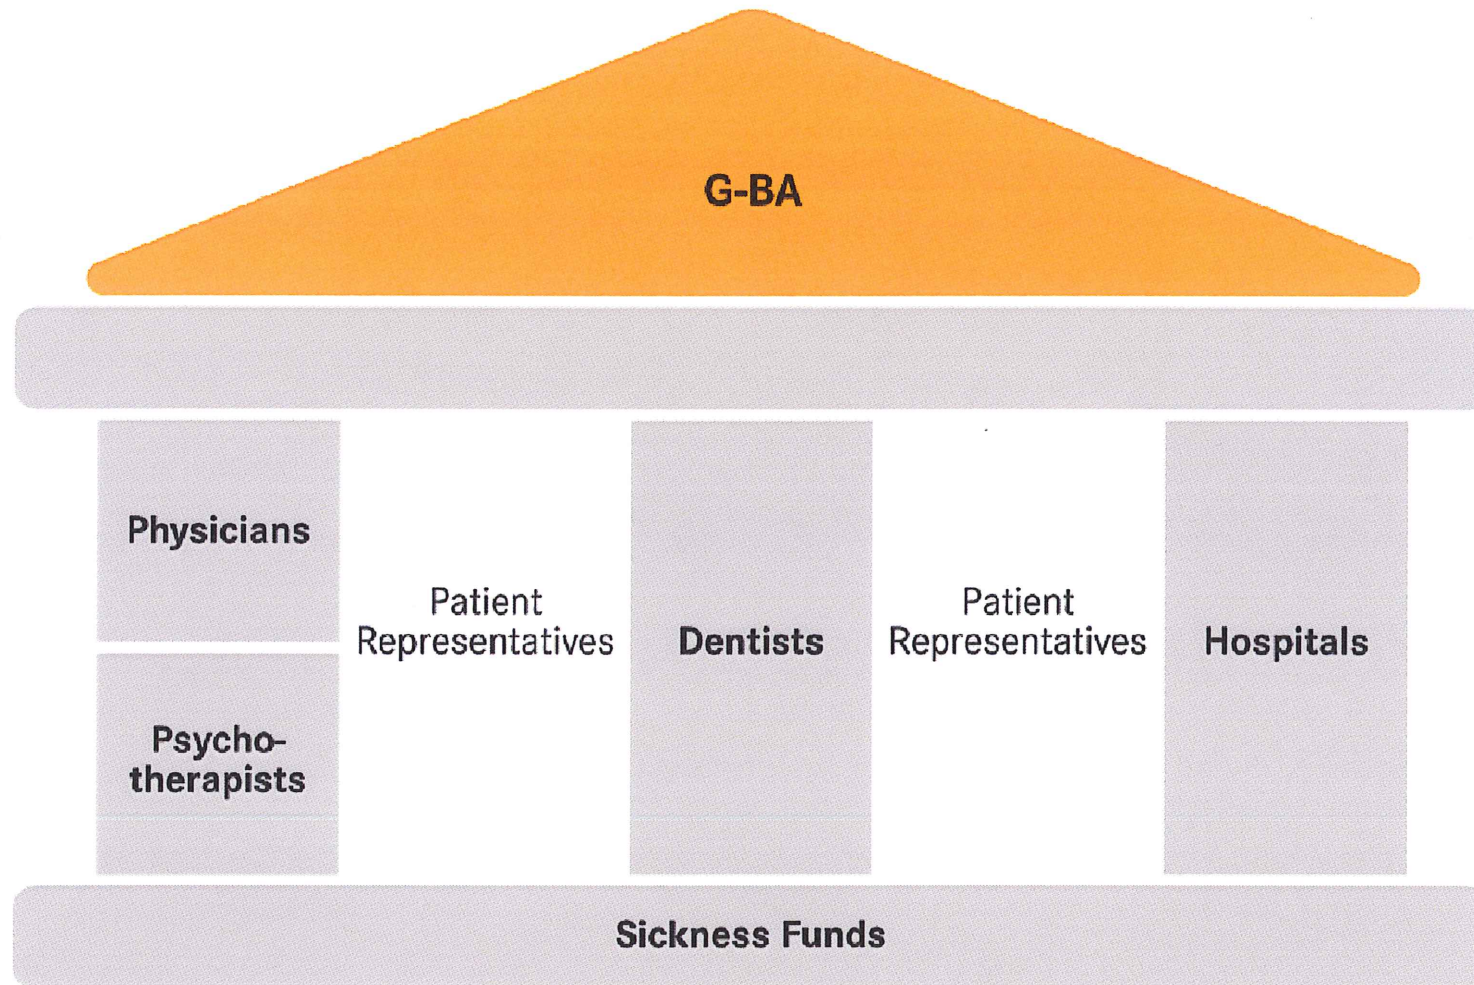 G-BA
Physicians
Patient
Representatives
Dentists
Patient
Representatives
Hospitals
Psycho-
therapists
Sickness Funds